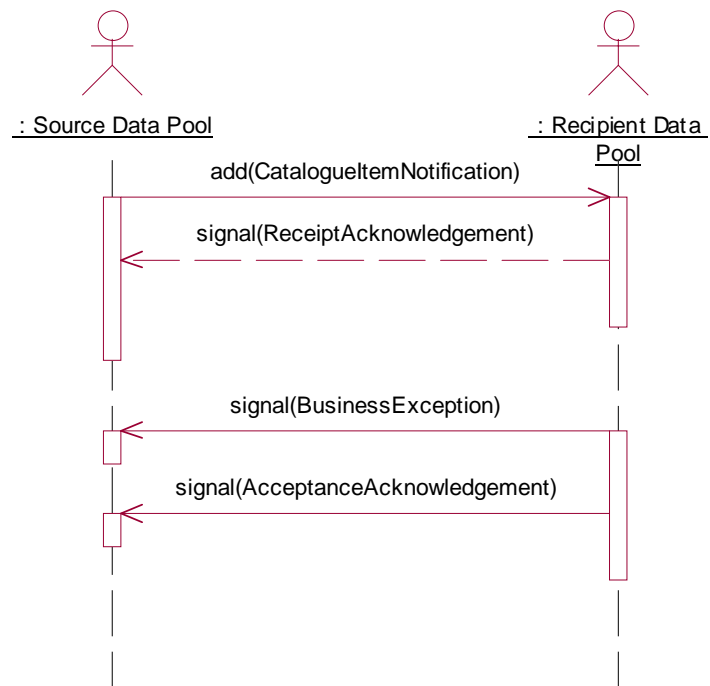 : Source Data Pool
: Recipient Data
Pool
add(CatalogueItemNotification)
signal(ReceiptAcknowledgement)
signal(BusinessException)
signal(AcceptanceAcknowledgement)